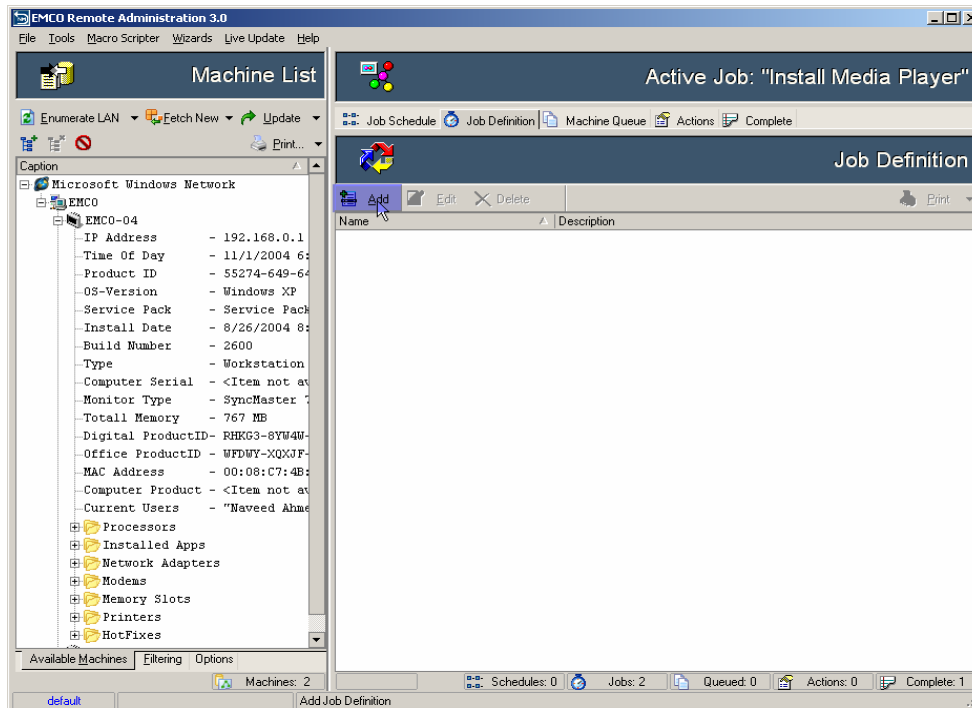 EMCO Remote Administration 3.0
File Tools Macro Scripter Wizards Live Update Help
Machine List
Enumerate LAN Fetch New Update
Print...
Caption
Microsoft Windows Network
EMCO
EMCO-04
IP Address - 192.168.0.1
Time Of Day - 11/1/2004 6:
Product ID - 55274-649-64
OS-Version - Windows XP
Service Pack - Service Pack
Install Date - 8/26/2004 8:
Build Number - 2600
Type - Workstation
Computer Serial - <Item not av
Monitor Type - SyncMaster 7
Totall Memory - 767 MB
Digital ProductID- RHKG3-8YW4W-
Office ProductID - WFDWY-XQXJF-
MAC Address - 00:08:C7:4B:
Computer Product - <Item not av
Current Users - "Naveed Ahme
Processors
Installed Apps
Network Adapters
Modems
Memory Slots
Printers
HotFixes
Available Machines Filtering Options
Machines: 2
Active Job: "Install Media Player"
Job Schedule Job Definition Machine Queue Actions Complete
Job Definition
Add Edit Delete Print
Name Description
Schedules: 0 Jobs: 2 Queued: 0 Actions: 0 Complete: 1
default Add Job Definition